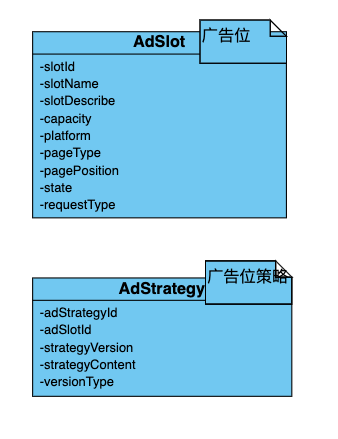 AdSlot
广告位
-slotId
-slotName
-slotDescribe
-capacity
-platform
-pageType
-pagePosition
-state
-requestType
AdStrategy
广告位策略
-adStrategyId
-adSlotId
-strategyVersion
-strategyContent
-versionType